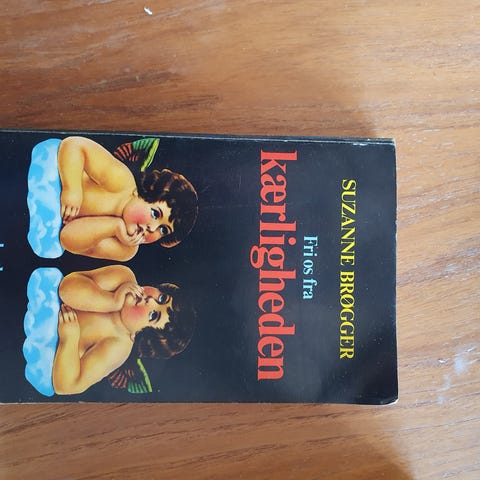 SUZANNE BRØGGER
Fri os fra
kærligheden